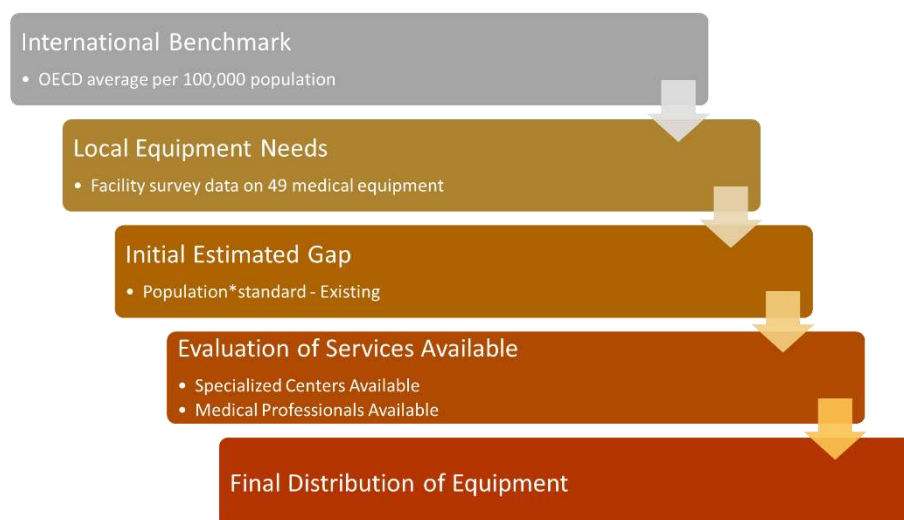 International Benchmark
• OECD average per 100,000 population
Local Equipment Needs
• Facility survey data on 49 medical equipment
Initial Estimated Gap
• Population*standard - Existing
Evaluation of Services Available
• Specialized Centers Available
• Medical Professionals Available
Final Distribution of Equipment